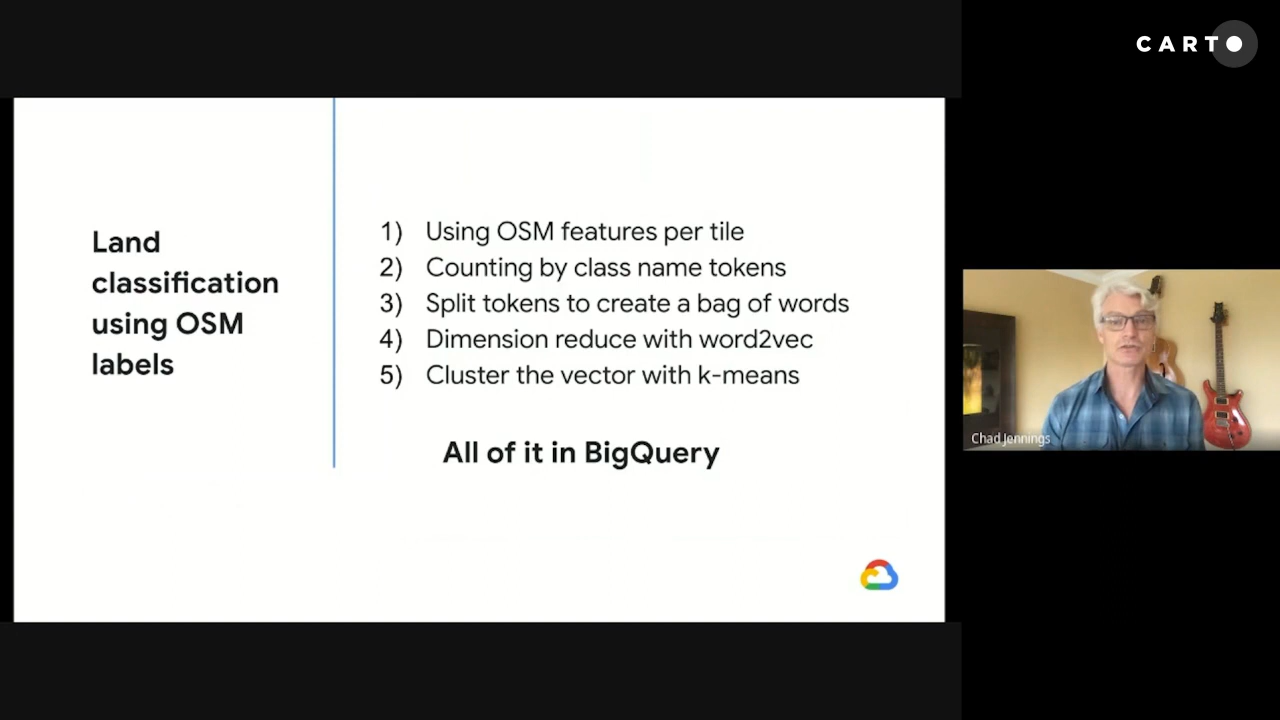 CARTO
Land
classification
using OSM
labels
1) Using OSM features per tile
2) Counting by class name tokens
3) Split tokens to create a bag of words
4) Dimension reduce with word2vec
5) Cluster the vector with k-means
All of it in BigQuery
Chad Jennings